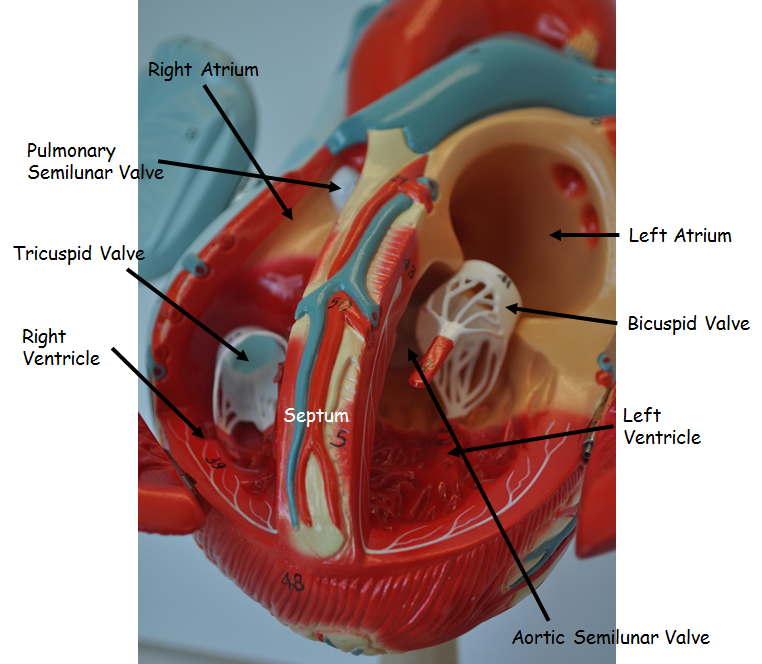 Right Atrium
Pulmonary
Semilunar Valve
Left Atrium
Tricuspid Valve
Bicuspid Valve
Right
Ventricle
Septum
Left
Ventricle
5
39
48
Aortic Semilunar Valve